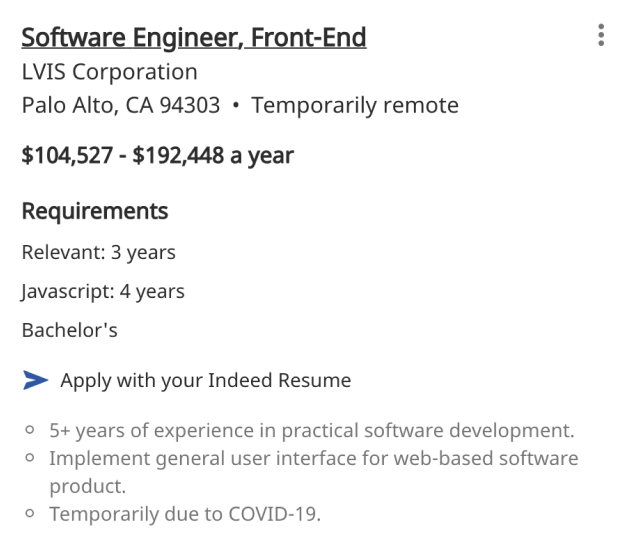 Software Engineer, Front-End
LVIS Corporation
Palo Alto, CA 94303 • Temporarily remote
$104,527 - $192,448 a year
Requirements
Relevant: 3 years
Javascript: 4 years
Bachelor's
Apply with your Indeed Resume
5+ years of experience in practical software development.
Implement general user interface for web-based software
product.
Temporarily due to COVID-19.